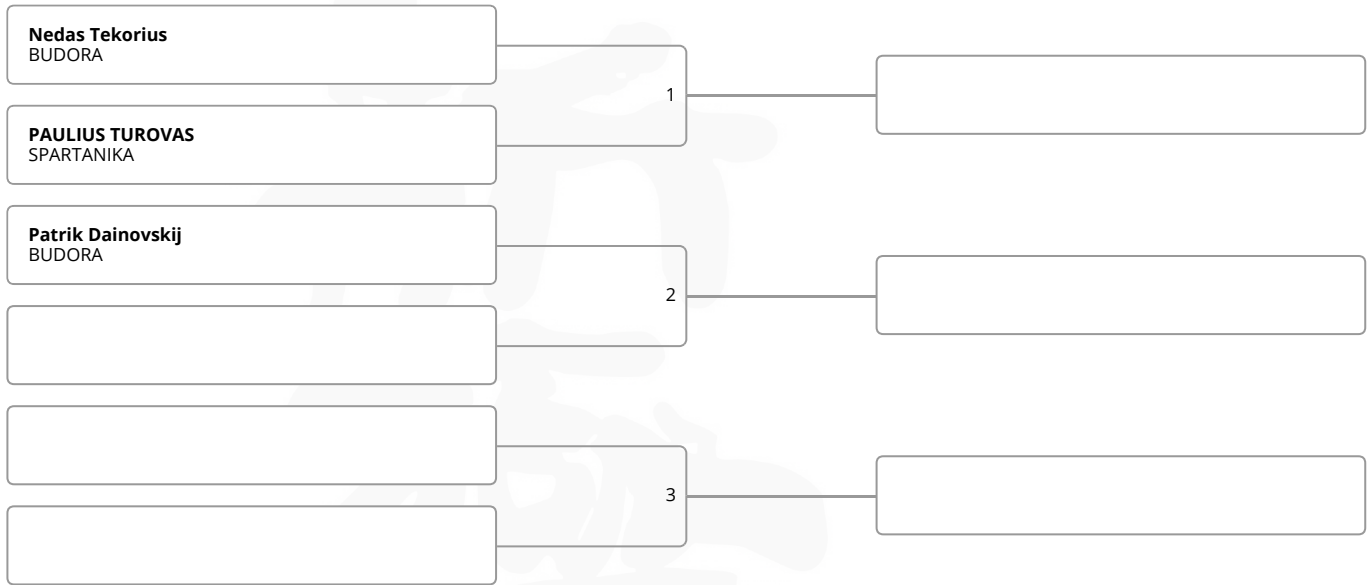 Nedas Tekorius
BUDORA
1
PAULIUS TUROVAS
SPARTANIKA
Patrik Dainovskij
BUDORA
2
3